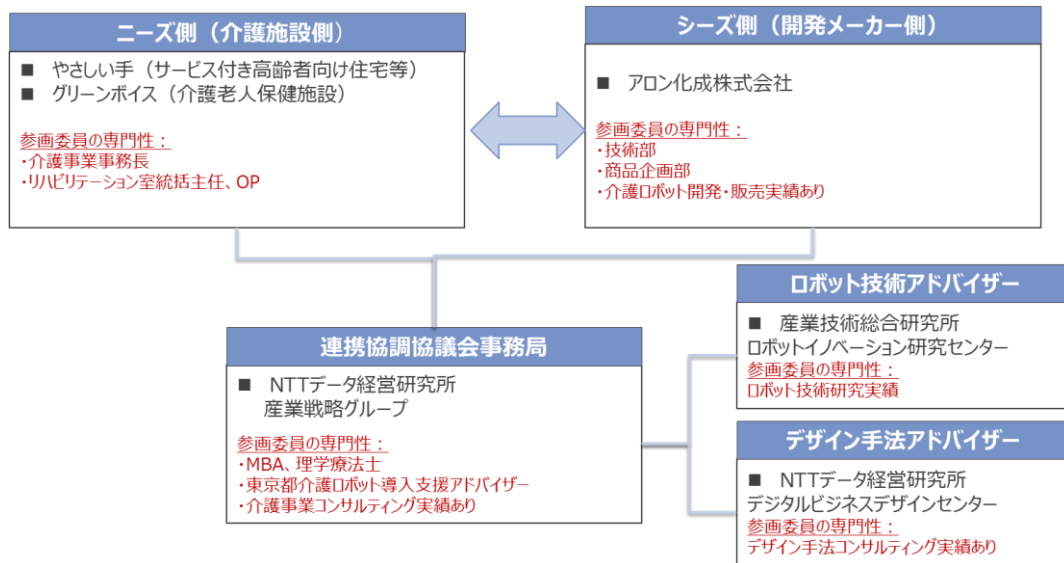 ニーズ側（介護施設側）
■ やさしい手（サービス付き高齢者向け住宅等）
■ グリーンボイス（介護老人保健施設）
参画委員の専門性：
・介護事業事務長
・リハビリテーション室統括主任、OP
シーズ側（開発メーカー側）
■ アロン化成株式会社
参画委員の専門性：
・技術部
・商品企画部
・介護ロボット開発・販売実績あり
連携協調協議会事務局
■ NTTデータ経営研究所
産業戦略グループ
参画委員の専門性：
・MBA、理学療法士
・東京都介護ロボット導入支援アドバイザー
・介護事業コンサルティング実績あり
ロボット技術アドバイザー
■ 産業技術総合研究所
ロボットイノベーション研究センター
参画委員の専門性：
ロボット技術研究実績
デザイン手法アドバイザー
■ NTTデータ経営研究所
デジタルビジネスデザインセンター
参画委員の専門性：
デザイン手法コンサルティング実績あり